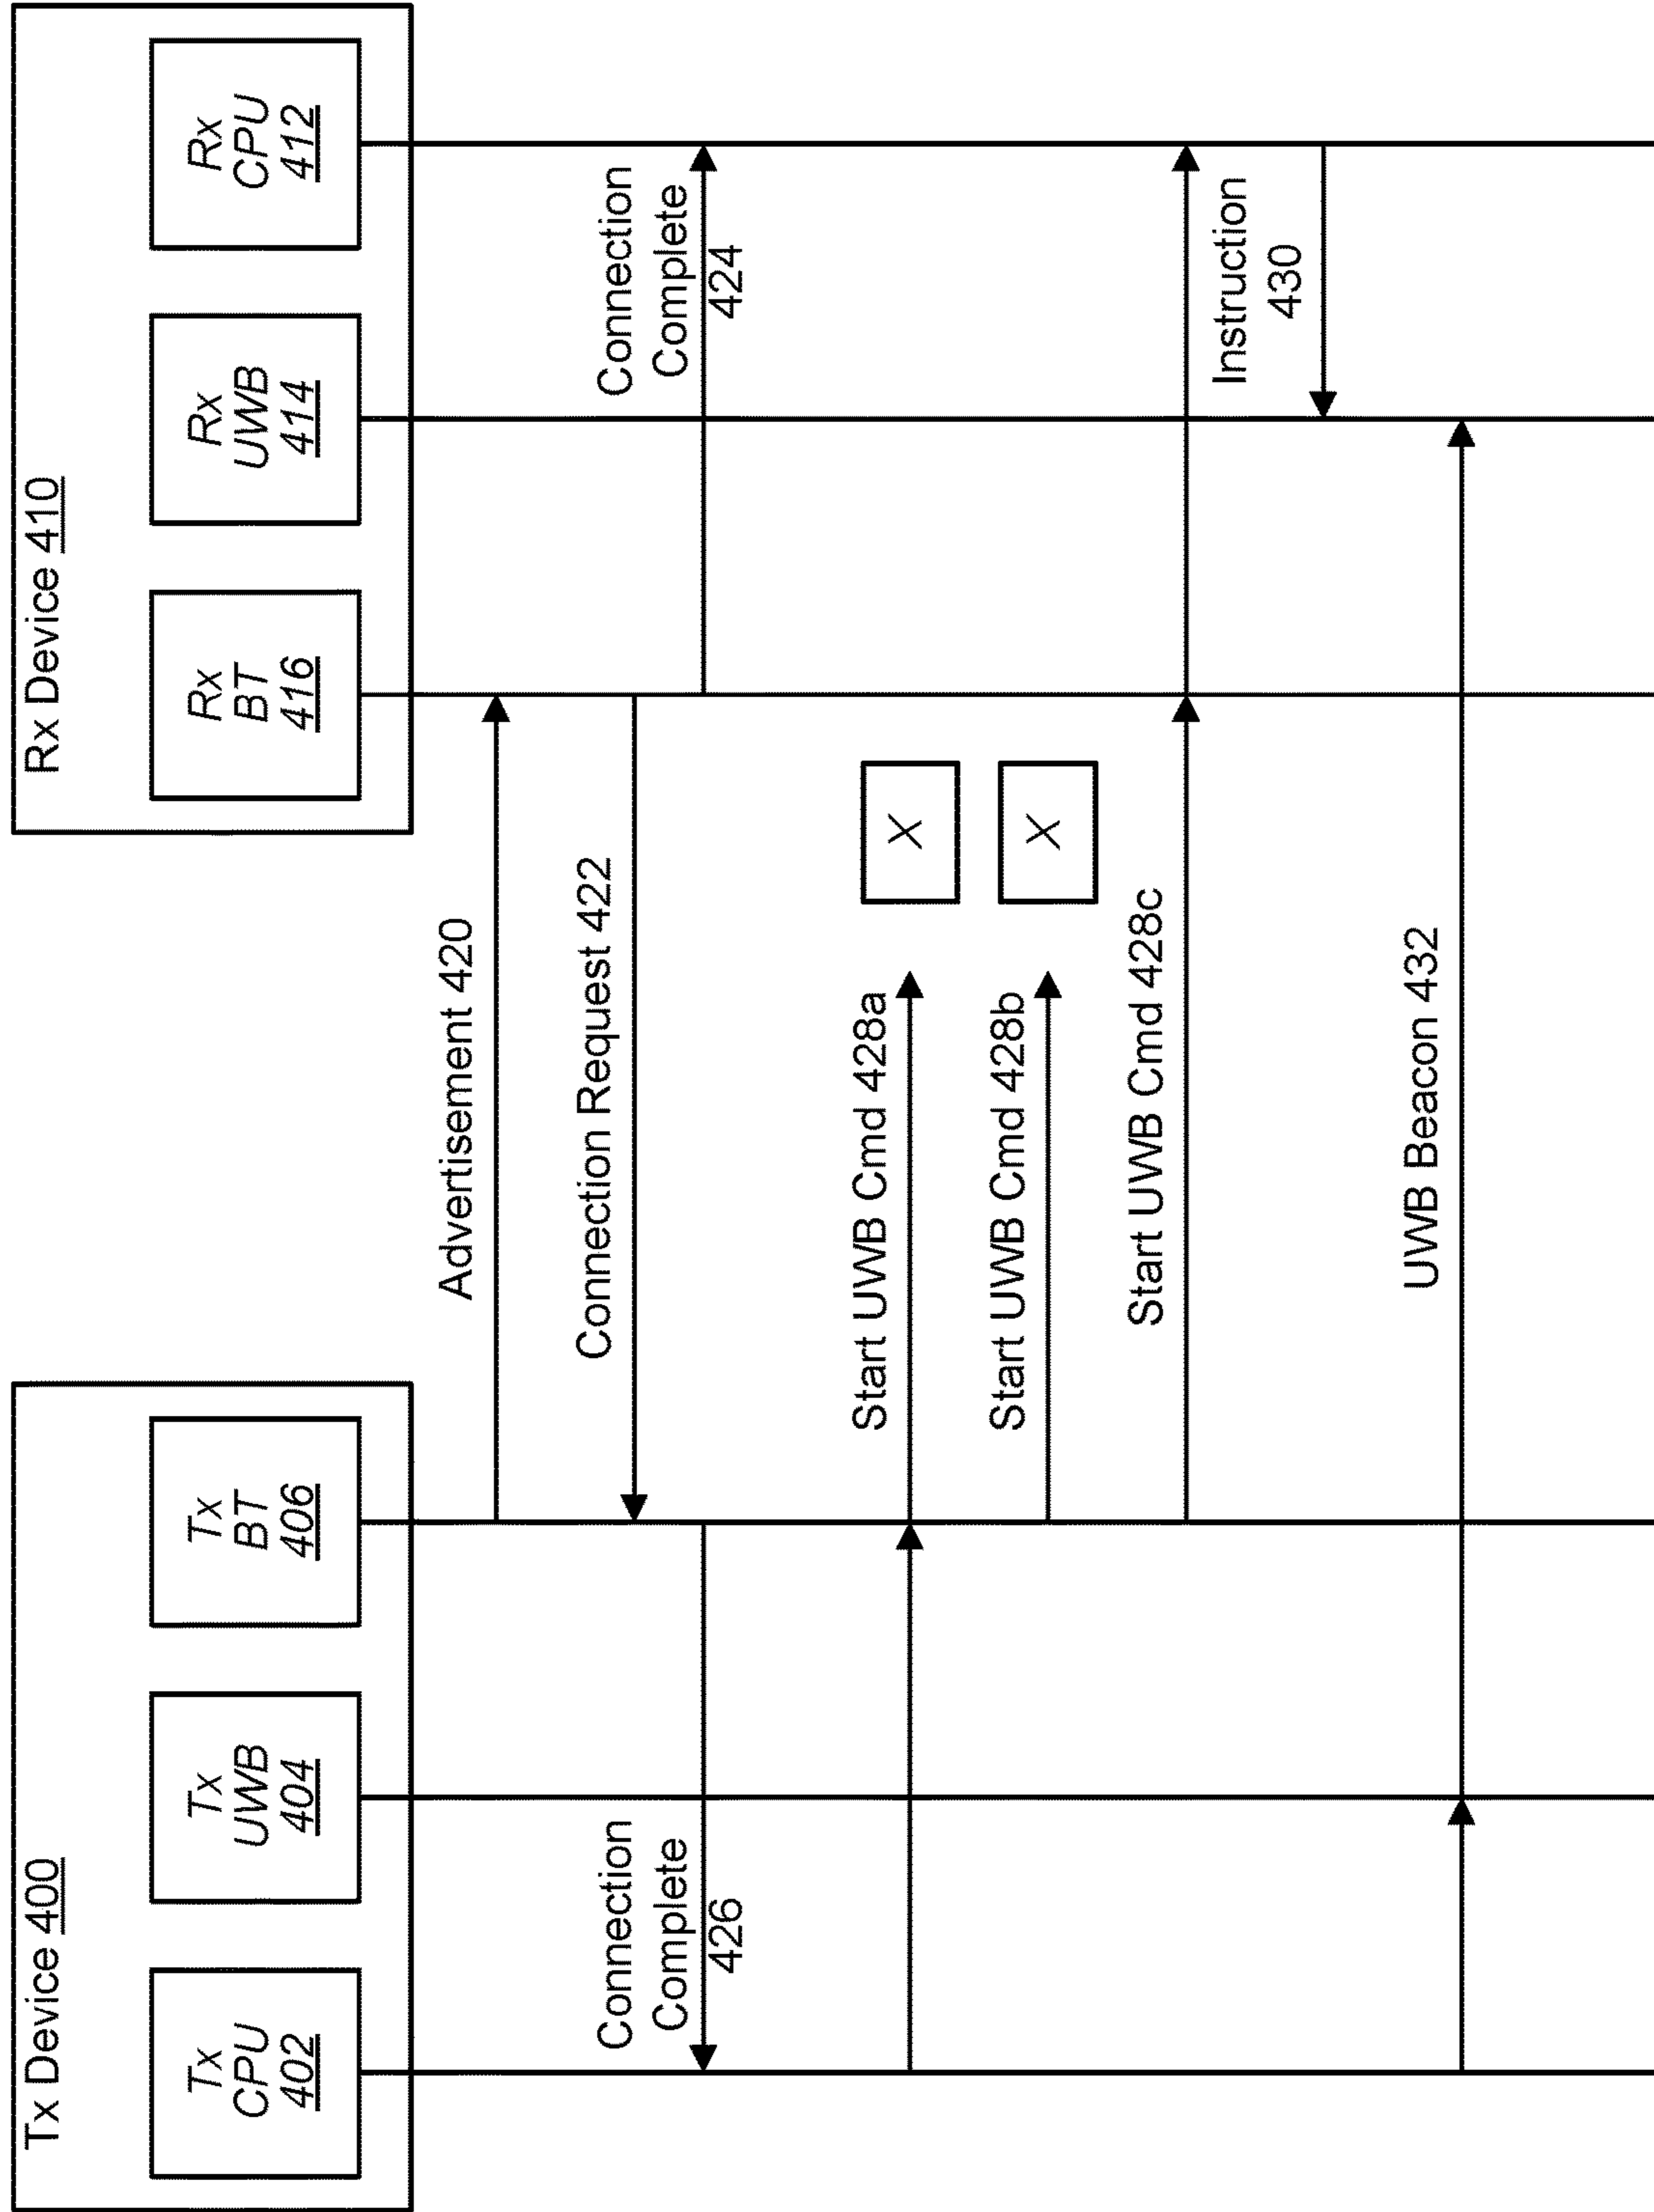 Tx Device 400
Tx
CPU
402
Tx
UWB
404
Tx
BT
406
Rx Device 410
Rx
BT
416
Rx
UWB
414
Rx
CPU
412
Advertisement 420
Connection Request 422
Connection
Complete
426
Connection
Complete
424
Start UWB Cmd 428a
X
Start UWB Cmd 428b
X
Start UWB Cmd 428c
Instruction
430
UWB Beacon 432